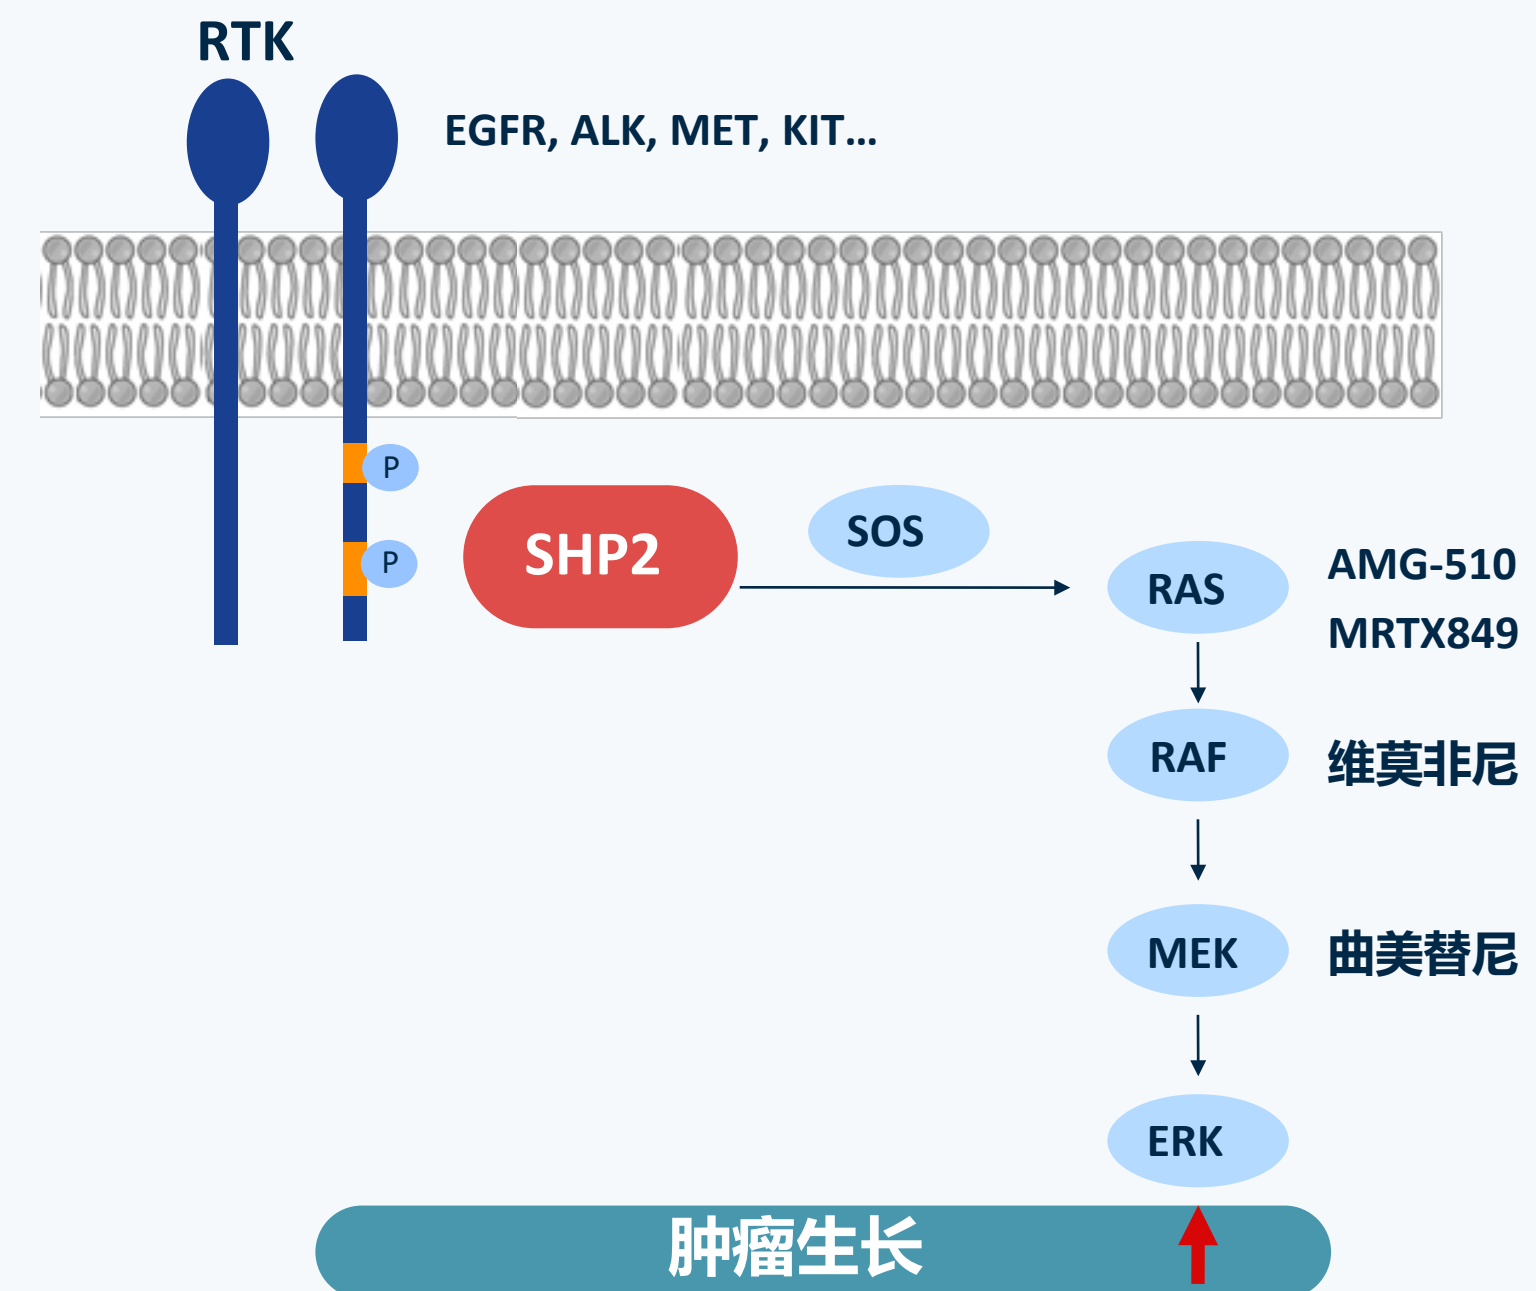 RTK
EGFR, ALK, MET, KIT...
P
P
SHP2
SOS
RAS
AMG-510
MRTX849
RAF
维莫非尼
MEK
曲美替尼
ERK
肿瘤生长